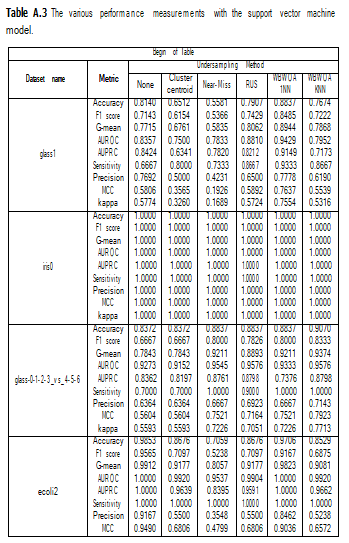 Table A.3 The various performance measurements with the support vector machine
model.
Begin of Table
Dataset name Metric Undersampling Method
None Cluster centroid Near-Miss RUS WBWOA 1NN WBWOA KNN
glass1
Accuracy 0.8140 0.6512 0.5581 0.7907 0.8837 0.7674
F1 score 0.7143 0.6154 0.5366 0.7429 0.8485 0.7222
G-mean 0.7715 0.6761 0.5835 0.8062 0.8944 0.7868
AUROC 0.8357 0.7500 0.7833 0.8810 0.9429 0.7952
AUPRC 0.8424 0.6341 0.7820 0.8212 0.9149 0.7173
Sensitivity 0.6667 0.8000 0.7333 0.8667 0.9333 0.8667
Precision 0.7692 0.5000 0.4231 0.6500 0.7778 0.6190
MCC 0.5806 0.3565 0.1926 0.5892 0.7637 0.5539
kappa 0.5774 0.3260 0.1689 0.5724 0.7554 0.5316
iris0
Accuracy 1.0000 1.0000 1.0000 1.0000 1.0000 1.0000
F1 score 1.0000 1.0000 1.0000 1.0000 1.0000 1.0000
G-mean 1.0000 1.0000 1.0000 1.0000 1.0000 1.0000
AUROC 1.0000 1.0000 1.0000 1.0000 1.0000 1.0000
AUPRC 1.0000 1.0000 1.0000 1.0000 1.0000 1.0000
Sensitivity 1.0000 1.0000 1.0000 1.0000 1.0000 1.0000
Precision 1.0000 1.0000 1.0000 1.0000 1.0000 1.0000
MCC 1.0000 1.0000 1.0000 1.0000 1.0000 1.0000
kappa 1.0000 1.0000 1.0000 1.0000 1.0000 1.0000
glass-0-1-2-3_vs_4-5-6
Accuracy 0.8372 0.8372 0.8837 0.8837 0.8837 0.9070
F1 score 0.6667 0.6667 0.8000 0.7826 0.8000 0.8333
G-mean 0.7843 0.7843 0.9211 0.8893 0.9211 0.9374
AUROC 0.9273 0.9152 0.9545 0.9576 0.9333 0.9576
AUPRC 0.8362 0.8197 0.8761 0.8798 0.7376 0.8798
Sensitivity 0.7000 0.7000 1.0000 0.9000 1.0000 1.0000
Precision 0.6364 0.6364 0.6667 0.6923 0.6667 0.7143
MCC 0.5604 0.5604 0.7521 0.7164 0.7521 0.7923
kappa 0.5593 0.5593 0.7226 0.7051 0.7226 0.7713
ecoli2
Accuracy 0.9853 0.8676 0.7059 0.8676 0.9706 0.8529
F1 score 0.9565 0.7097 0.5238 0.7097 0.9167 0.6875
G-mean 0.9912 0.9177 0.8057 0.9177 0.9823 0.9081
AUROC 1.0000 0.9920 0.9537 0.9904 1.0000 0.9920
AUPRC 1.0000 0.9639 0.8395 0.9591 1.0000 0.9662
Sensitivity 1.0000 1.0000 1.0000 1.0000 1.0000 1.0000
Precision 0.9167 0.5500 0.3548 0.5500 0.8462 0.5238
MCC 0.9490 0.6806 0.4799 0.6806 0.9036 0.6572